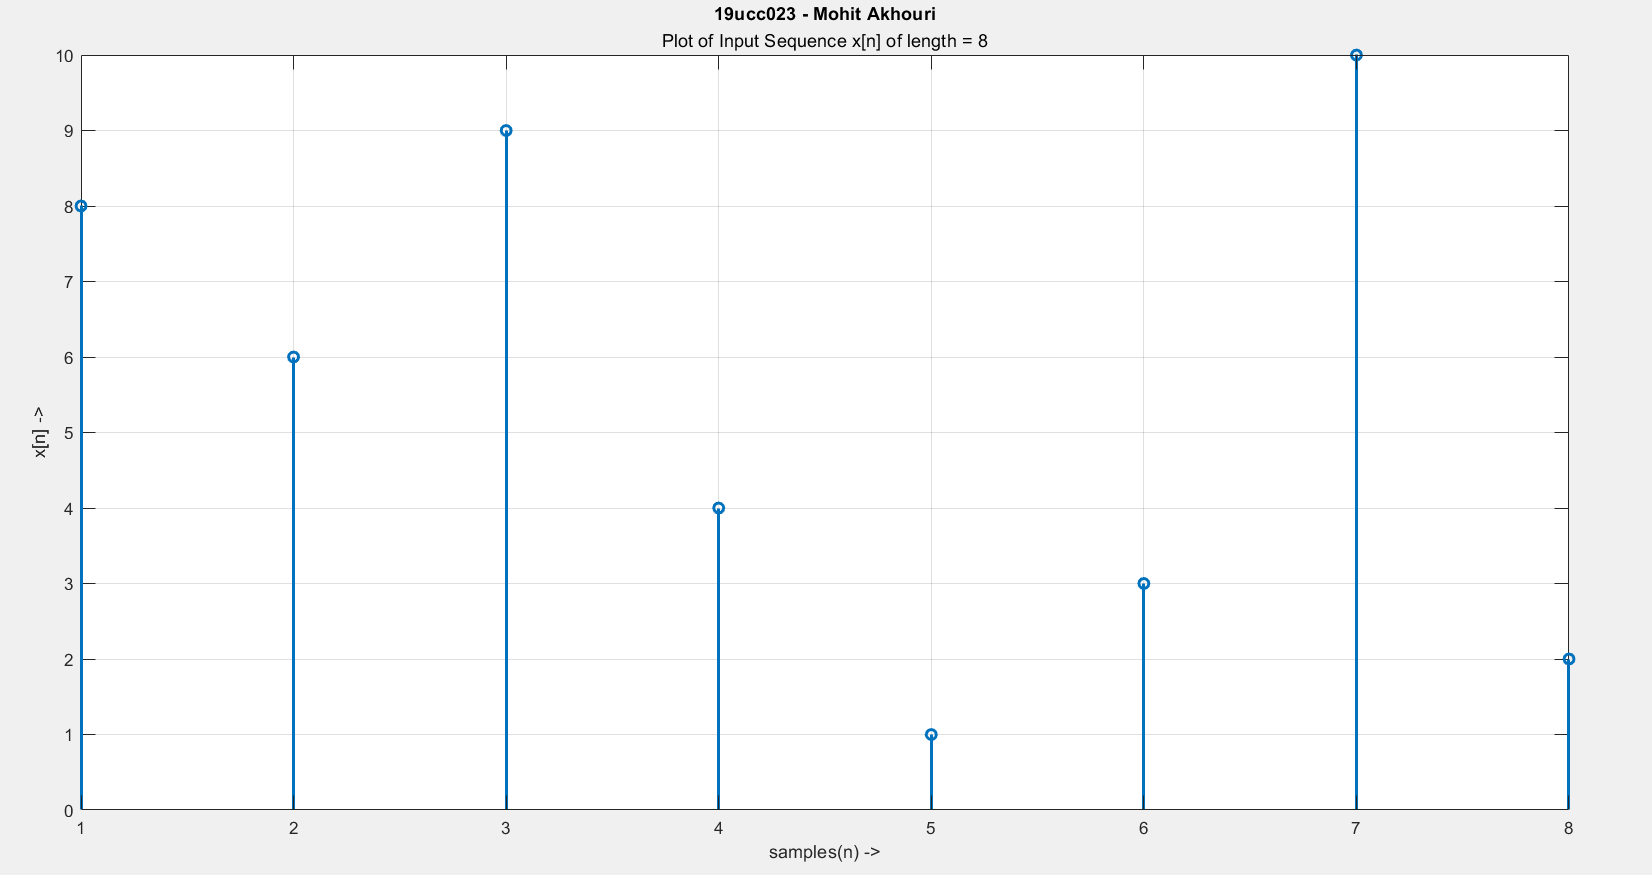 19ucc023 - Mohit Akhouri
Plot of Input Sequence x[n] of length = 8
10
9
8
7
6
5
4
3
2
1
0
x[n] ->
1 2 3 4 5 6 7 8
samples(n) ->